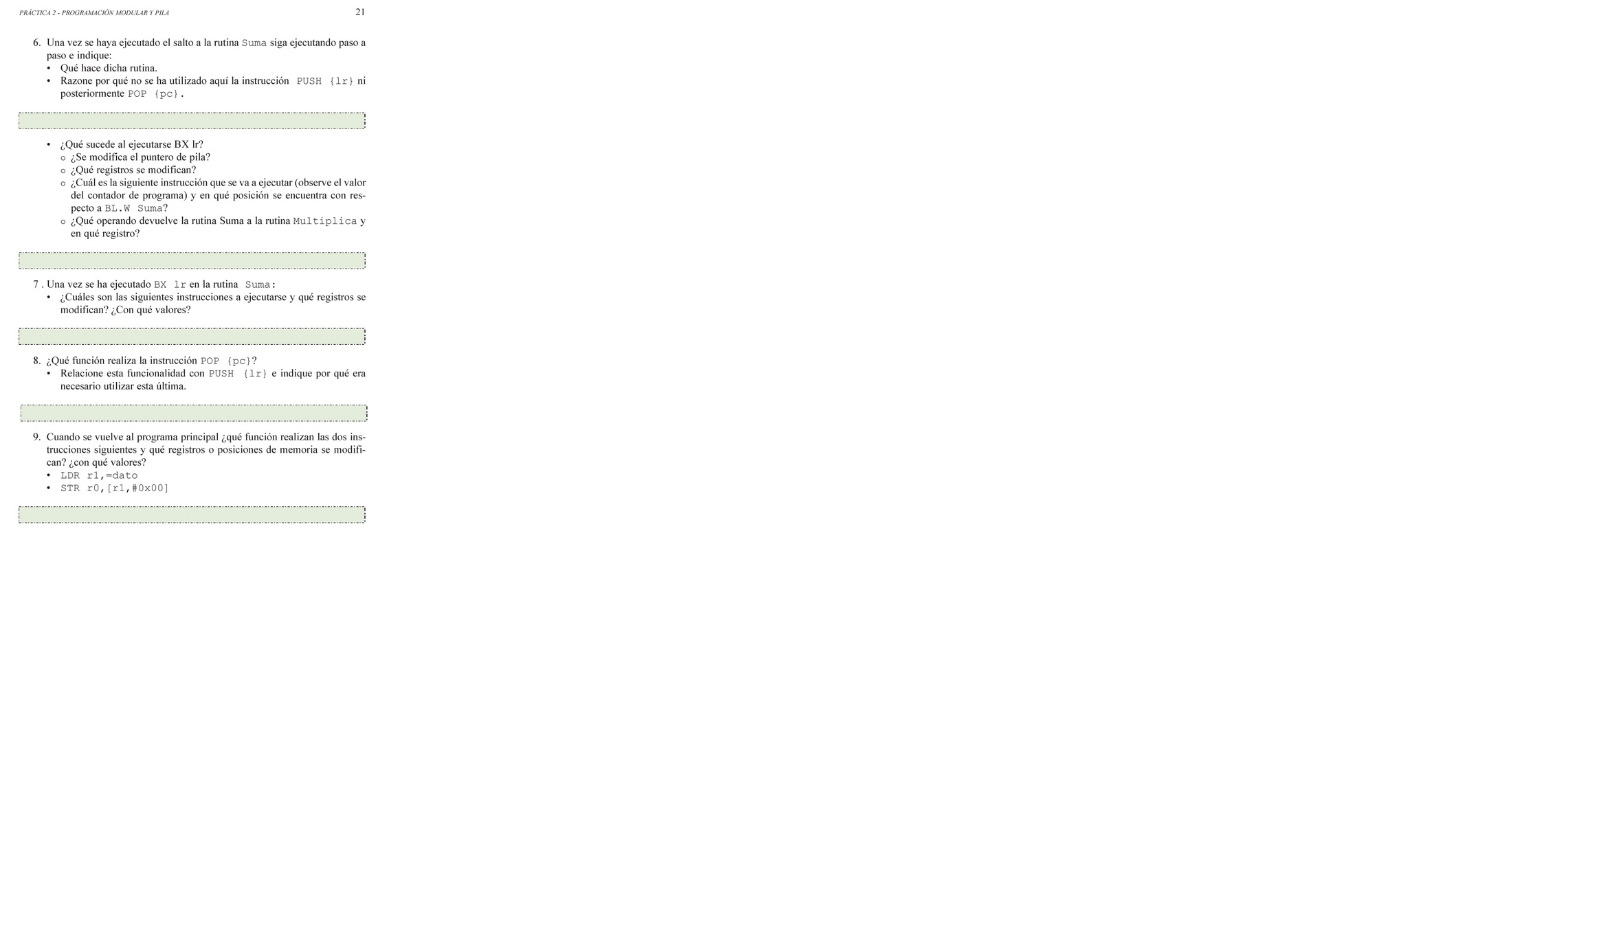 PRÁCTICA 2 - PROGRAMACIÓN MODULAR Y PILA 21
6. Una vez se haya ejecutado el salto a la rutina Suma siga ejecutando paso a
paso e indique:
• Qué hace dicha rutina.
• Razone por qué no se ha utilizado aquí la instrucción PUSH {lr} ni
posteriormente POP {pc}.
• ¿Qué sucede al ejecutarse BX lr?
o ¿Se modifica el puntero de pila?
o ¿Qué registros se modifican?
o ¿Cuál es la siguiente instrucción que se va a ejecutar (observe el valor
del contador de programa) y en qué posición se encuentra con res-
pecto a BL.W Suma?
o ¿Qué operando devuelve la rutina Suma a la rutina Multiplica y
en qué registro?
7 . Una vez se ha ejecutado BX lr en la rutina Suma:
• ¿Cuáles son las siguientes instrucciones a ejecutarse y qué registros se
modifican? ¿Con qué valores?
8. ¿Qué función realiza la instrucción POP {pc}?
• Relacione esta funcionalidad con PUSH {lr} e indique por qué era
necesario utilizar esta última.
9. Cuando se vuelve al programa principal ¿qué función realizan las dos ins-
trucciones siguientes y qué registros o posiciones de memoria se modifi-
can? ¿con qué valores?
• LDR r1,=dato
• STR r0,[r1,#0x00]